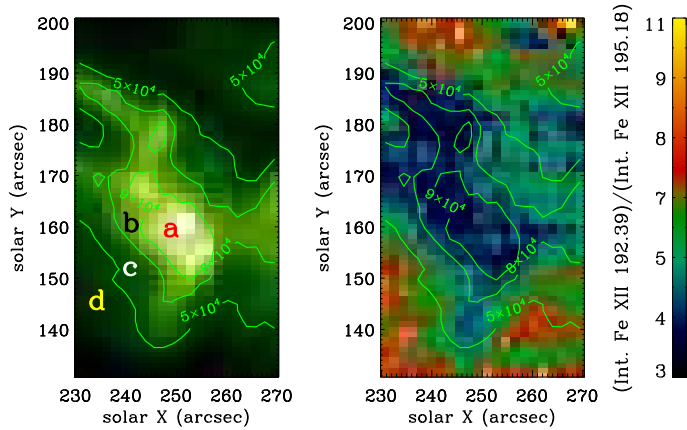 200
190
180
170
160
150
140
230 240 250 260 270
solar X (arcsec)
solar Y (arcsec)
5×10⁴
5×10⁴
5×10⁴
a
b
c
d
200
190
180
170
160
150
140
230 240 250 260 270
solar X (arcsec)
solar Y (arcsec)
5×10⁴
5×10⁴
9×10⁴
8×10⁴
5×10⁴
11
9
8
7
5
4
3
(Int. Fe XII 192.39)/(Int. Fe XII 195.18)